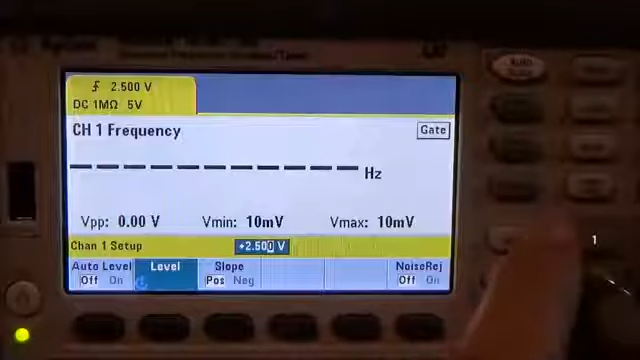 2.500 V
DC 1MΩ 5V
CH 1 Frequency
Gate
Hz
Vpp: 0.00 V Vmin: 10mV Vmax: 10mV
Chan 1 Setup +2.500 V
Auto Level Level Slope NoiseRej
Off On Pos Neg Off On
Auto
1